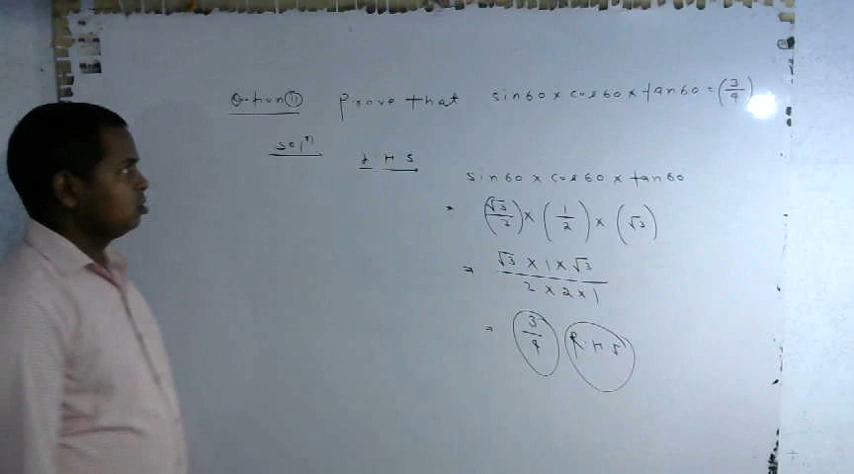 Q-tion ① Prove that sin60 × cos60 × tan60 = (3/4)
Solⁿ) L H S
sin60 × cos60 × tan60
= (√3/2) × (1/2) × (√3)
= √3 × 1 × √3 / 2 × 2 × 1
= 3/4 R.H.S